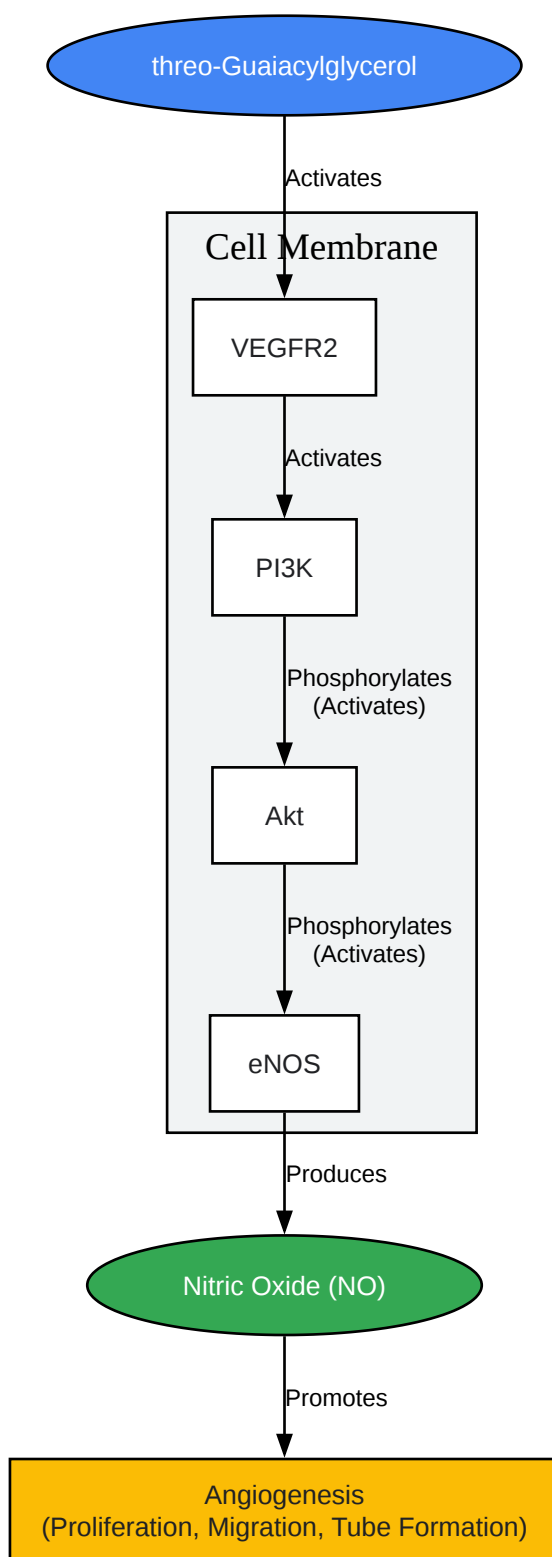 threo-Guaiacylglycerol
Activates
Cell Membrane
VEGFR2
Activates
PI3K
Phosphorylates
(Activates)
Akt
Phosphorylates
(Activates)
eNOS
Produces
Nitric Oxide (NO)
Promotes
Angiogenesis
(Proliferation, Migration, Tube Formation)